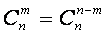 $C_n^m = C_n^{n-m}$